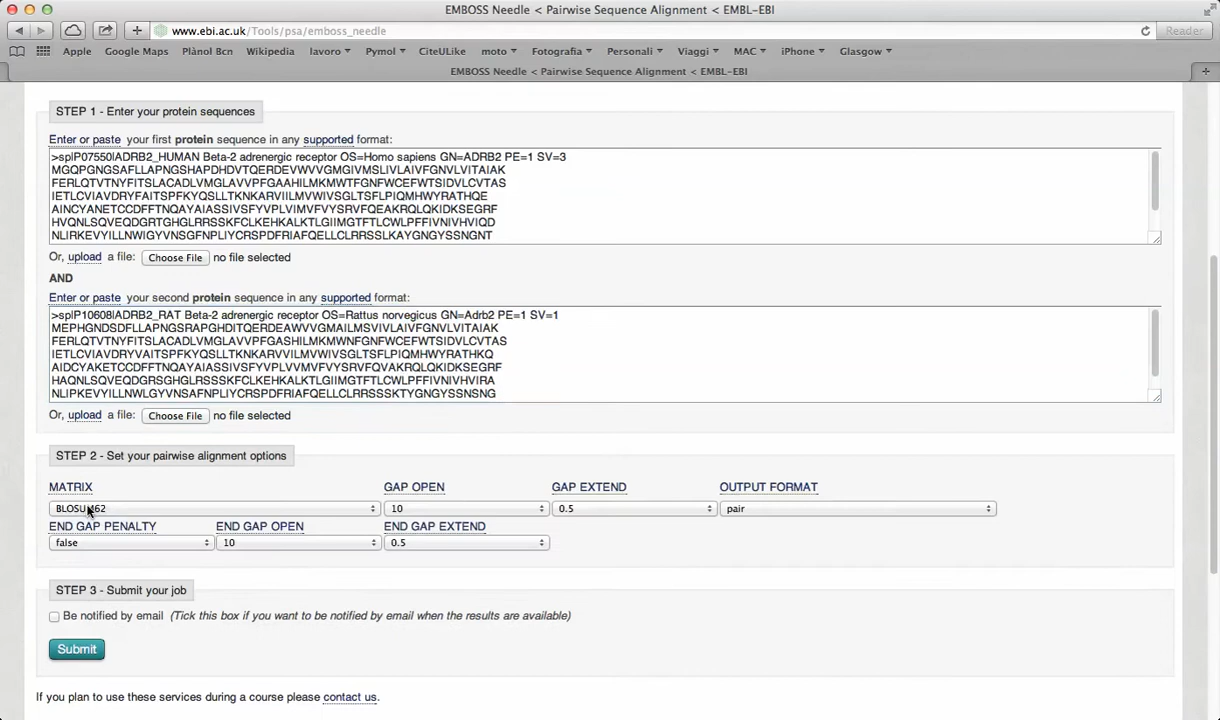 EMBOSS Needle < Pairwise Sequence Alignment < EMBL-EBI
www.ebi.ac.uk/Tools/psa/emboss_needle
Reader
Apple Google Maps Plànol Bcn Wikipedia lavoro Pymol CiteULike moto Fotografia Personali Viaggi MAC iPhone Glasgow
EMBOSS Needle < Pairwise Sequence Alignment < EMBL-EBI
STEP 1 - Enter your protein sequences
Enter or paste your first protein sequence in any supported format:
>sp|P07550|ADRB2_HUMAN Beta-2 adrenergic receptor OS=Homo sapiens GN=ADRB2 PE=1 SV=3
MGQPGNGSAFLLAPNGSHAPDHDVTQERDEVWVVGMGIVMSLIVLAIVFGNVLVITAIAK
FERLQTVTNYFITSLACADLVMGLAVVPFGAAHILMKMWTFGNFWCEFWTSIDVLCVTAS
IETLCVIAVDRYFAITSPFKYQSLLTKNKARVIILMVWIVSGLTSFLPIQMHWYRATHQE
AINCYANETCCDFFTNQAYAIASSIVSFYVPLVIMVFVYSRVFQEAKRQLQKIDKSEGRF
HVQNLSQVEQDGRTGHGLRRSSKFCLKEHKALKTLGIIMGTFTLCWLPFFIVNIVHVIQD
NLIRKEVYILLNWIGYVNSGFNPLIYCRSPDFRIAFQELLCLRRSSLKAYGNGYSSNGNT
Or, upload a file: Choose File no file selected
AND
Enter or paste your second protein sequence in any supported format:
>sp|P10608|ADRB2_RAT Beta-2 adrenergic receptor OS=Rattus norvegicus GN=Adrb2 PE=1 SV=1
MEPHGNDSDFLLAPNGSRAPGHDITQERDEAWVVGMAILMSVIVLAIVFGNVLVITAIAK
FERLQTVTNYFITSLACADLVMGLAVVPFGASHILMKMWNFGNFWCEFWTSIDVLCVTAS
IETLCVIAVDRYVAITSPFKYQSLLTKNKARVVILMVWIVSGLTSFLPIQMHWYRATHKQ
AIDCYAKETCCDFFTNQAYAIASSIVSFYVPLVVMVFVYSRVFQVAKRQLQKIDKSEGRF
HAQNLSQVEQDGRSGHGLRSSSKFCLKEHKALKTLGIIMGTFTLCWLPFFIVNIVHVIRA
NLIPKEVYILLNWLGYVNSAFNPLIYCRSPDFRIAFQELLCLRRSSSKTYGNGYSSNSNG
Or, upload a file: Choose File no file selected
STEP 2 - Set your pairwise alignment options
MATRIX GAP OPEN GAP EXTEND OUTPUT FORMAT
BLOSUM62 10 0.5 pair
END GAP PENALTY END GAP OPEN END GAP EXTEND
false 10 0.5
STEP 3 - Submit your job
Be notified by email (Tick this box if you want to be notified by email when the results are available)
Submit
If you plan to use these services during a course please contact us.